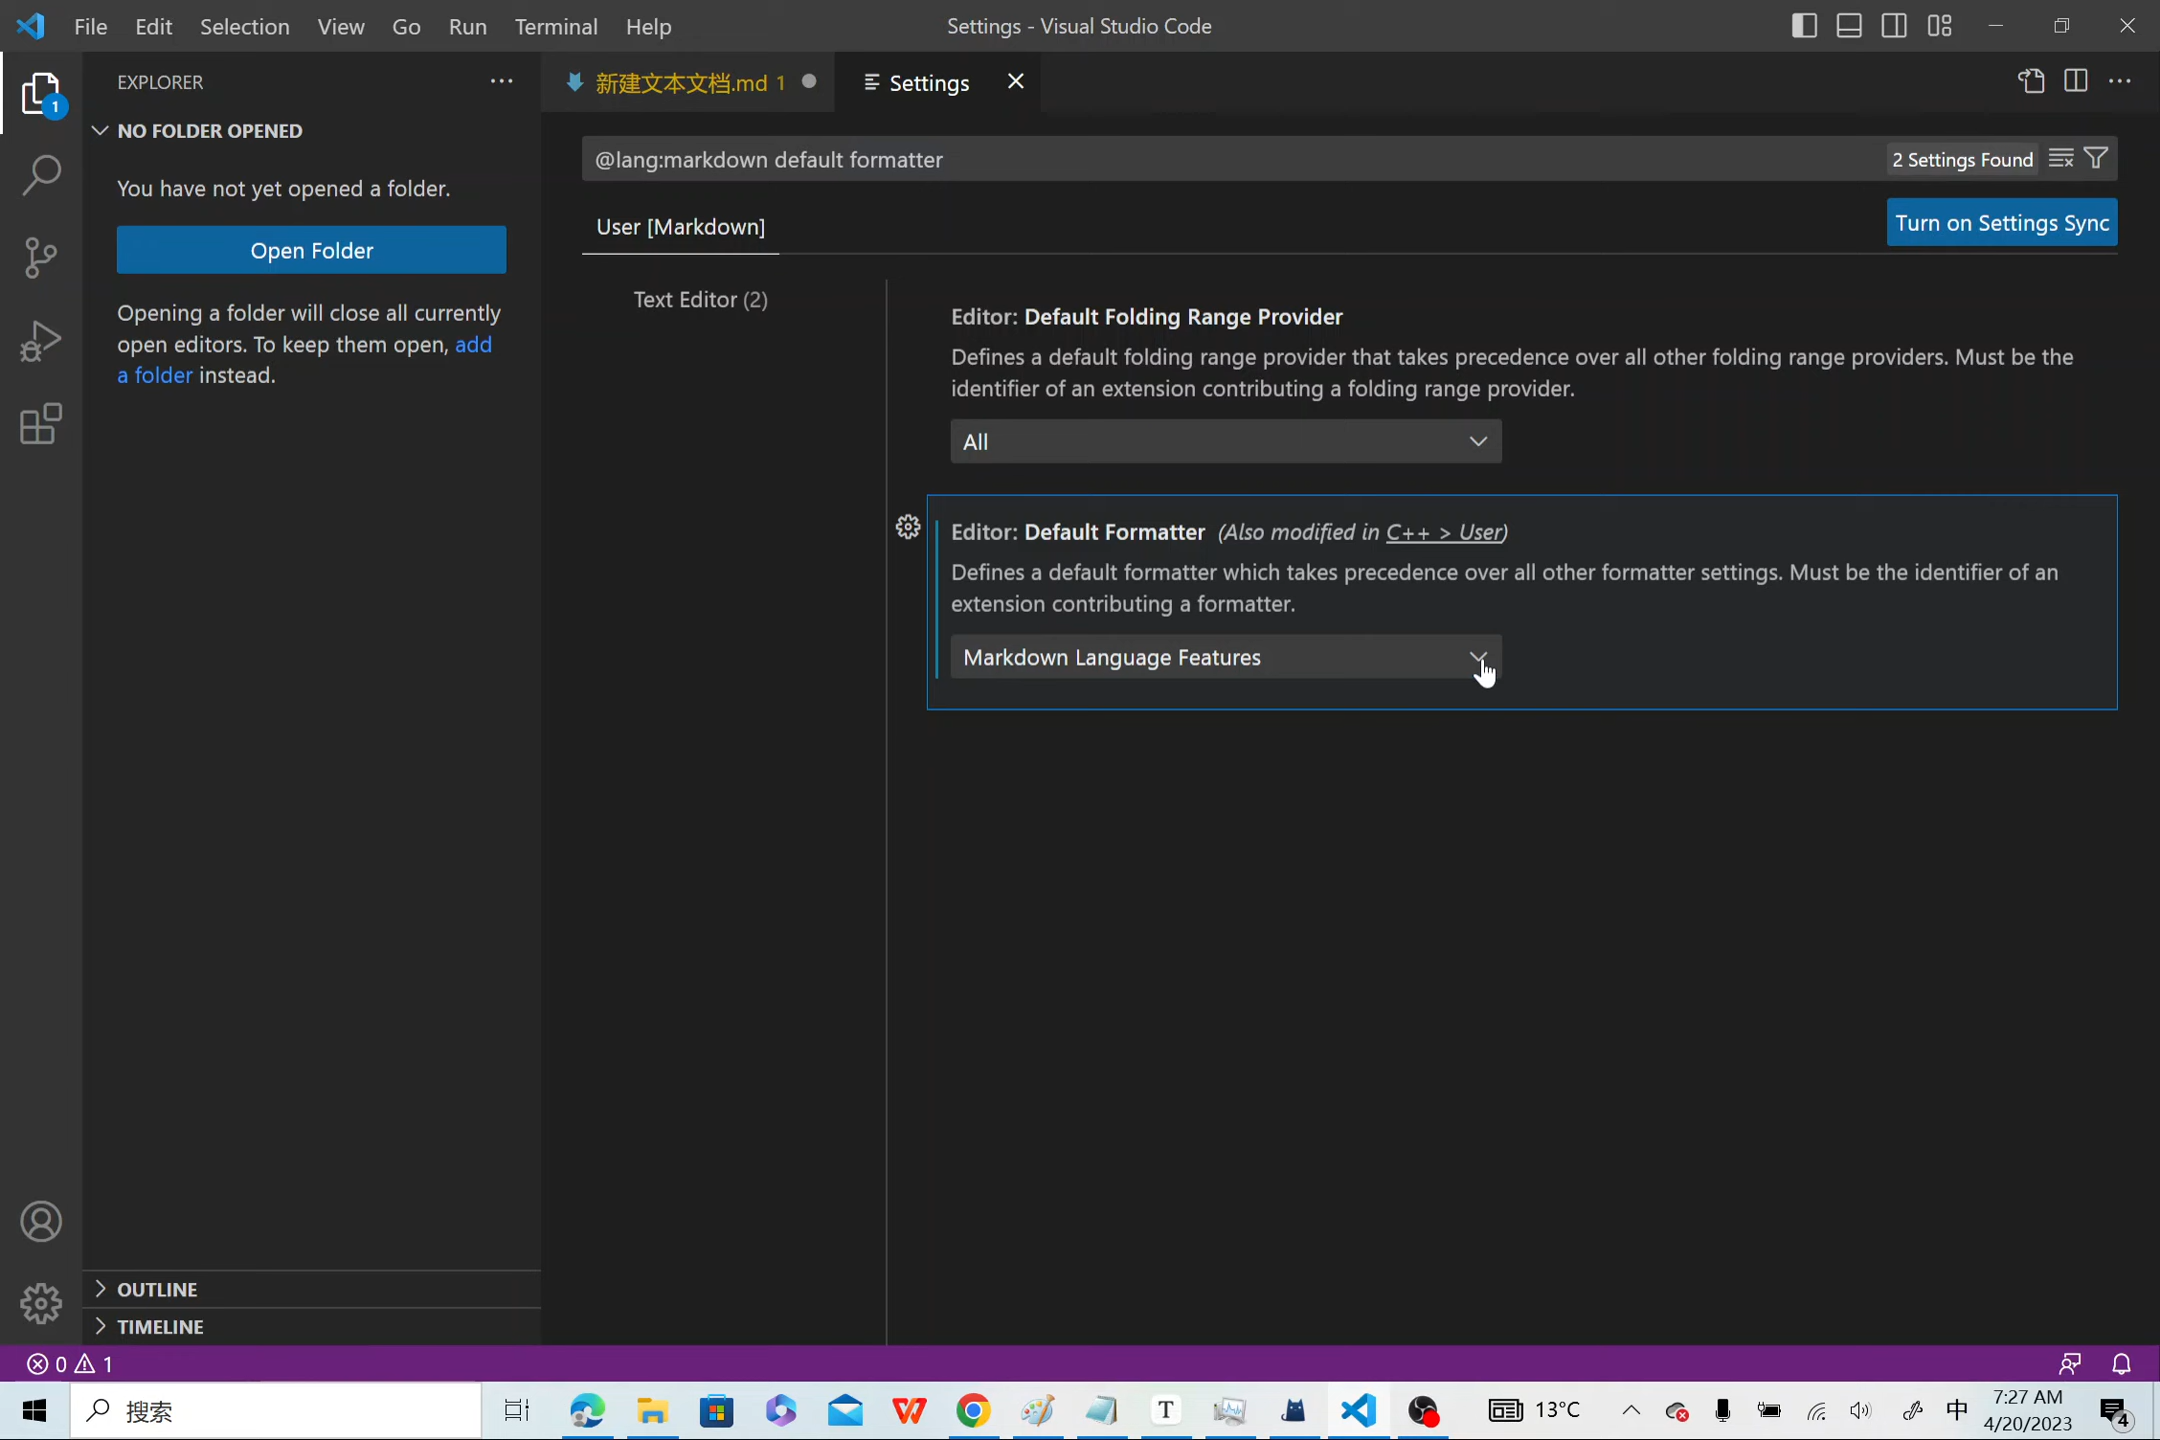 File Edit Selection View Go Run Terminal Help
Settings - Visual Studio Code
EXPLORER
新建文本文档.md 1
Settings
1
NO FOLDER OPENED
You have not yet opened a folder.
Open Folder
Opening a folder will close all currently
open editors. To keep them open, add
a folder instead.
@lang:markdown default formatter
2 Settings Found
User [Markdown]
Turn on Settings Sync
Text Editor (2)
Editor: Default Folding Range Provider
Defines a default folding range provider that takes precedence over all other folding range providers. Must be the
identifier of an extension contributing a folding range provider.
All
Editor: Default Formatter (Also modified in C++ > User)
Defines a default formatter which takes precedence over all other formatter settings. Must be the identifier of an
extension contributing a formatter.
Markdown Language Features
OUTLINE
TIMELINE
0 1
搜索
W
T
13°C
中
7:27 AM
4/20/2023
4